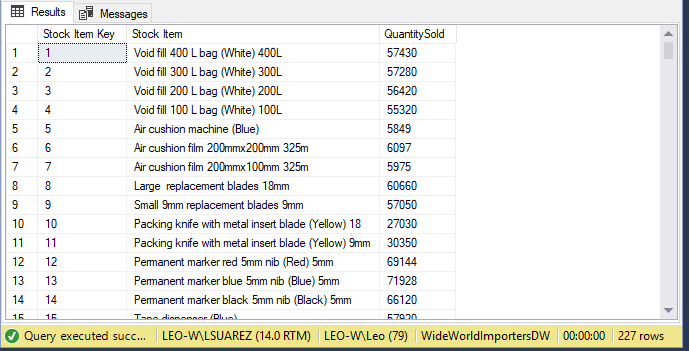 Results Messages
Stock Item Key Stock Item QuantitySold
1 1 Void fill 400 L bag (White) 400L 57430
2 2 Void fill 300 L bag (White) 300L 57280
3 3 Void fill 200 L bag (White) 200L 56420
4 4 Void fill 100 L bag (White) 100L 55320
5 5 Air cushion machine (Blue) 5849
6 6 Air cushion film 200mmx200mm 325m 6097
7 7 Air cushion film 200mmx100mm 325m 5975
8 8 Large  replacement blades 18mm 60660
9 9 Small 9mm replacement blades 9mm 57050
10 10 Packing knife with metal insert blade (Yellow) 18 27030
11 11 Packing knife with metal insert blade (Yellow) 9mm 30350
12 12 Permanent marker red 5mm nib (Red) 5mm 69144
13 13 Permanent marker blue 5mm nib (Blue) 5mm 71928
14 14 Permanent marker black 5mm nib (Black) 5mm 66120
15 15 Tape dispenser (Blue) 57920
Query executed succ... LEO-W\LSUAREZ (14.0 RTM) LEO-W\Leo (79) WideWorldImportersDW 00:00:00 227 rows